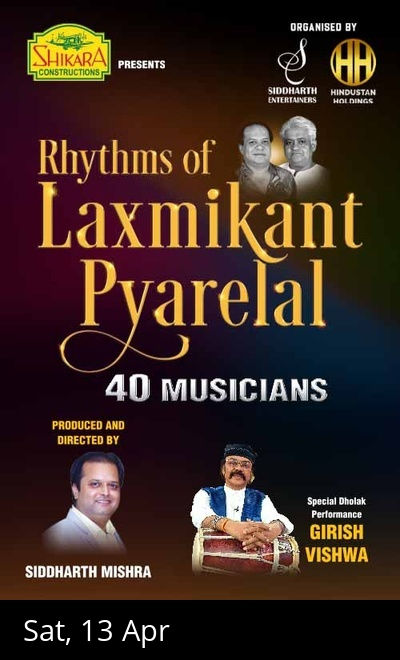 SHIKARA
CONSTRUCTIONS
PRESENTS
ORGANISED BY
S
SIDDHARTH
ENTERTAINERS
HH
HINDUSTAN
HOLDINGS
Rhythms of
Laxmikant
Pyarelal
40 MUSICIANS
PRODUCED AND
DIRECTED BY
SIDDHARTH MISHRA
Special Dholak
Performance
GIRISH
VISHWA
Sat, 13 Apr